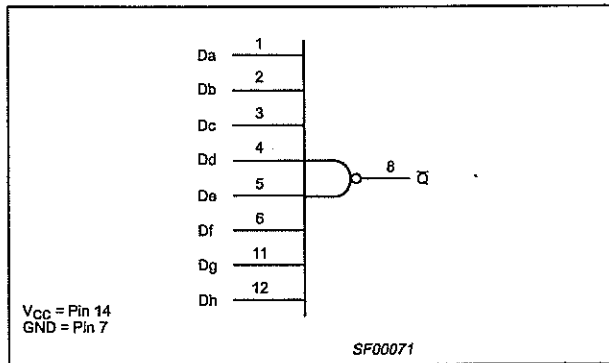 Da 1
Db 2
Dc 3
Dd 4
De 5
Df 6
Dg 11
Dh 12
8 Q̅
VCC = Pin 14
GND = Pin 7
SF00071